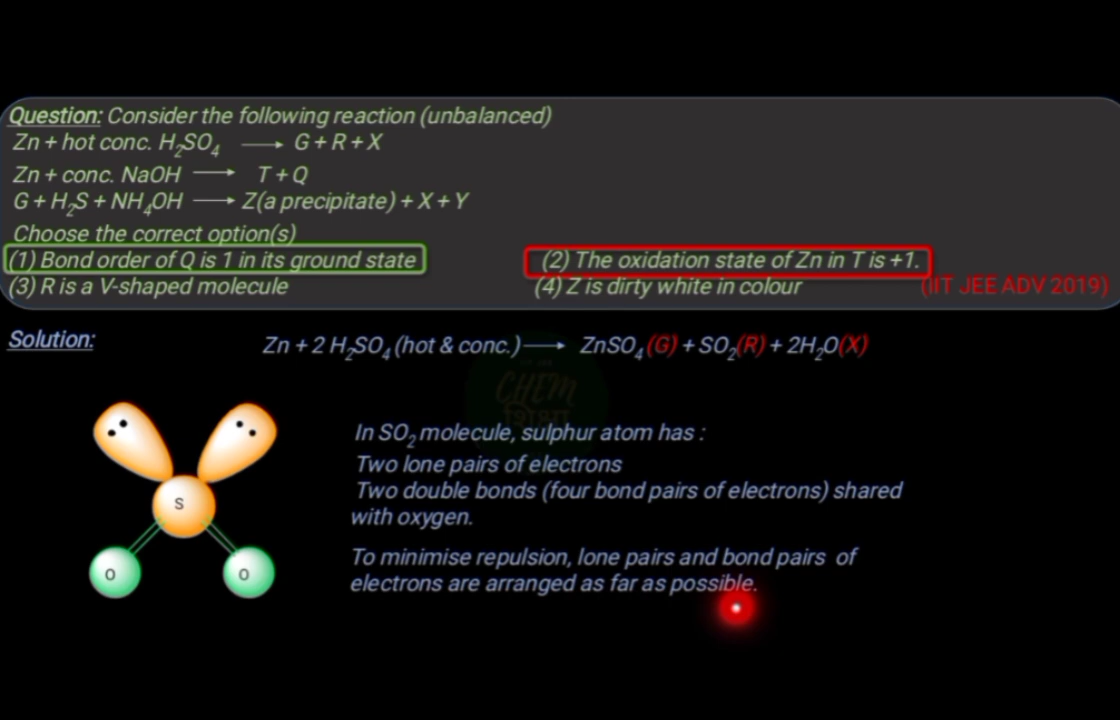 Question: Consider the following reaction (unbalanced)
Zn + hot conc. H₂SO₄ ⟶ G + R + X
Zn + conc. NaOH ⟶ T + Q
G + H₂S + NH₄OH ⟶ Z(a precipitate) + X + Y
Choose the correct option(s)
(1) Bond order of Q is 1 in its ground state (2) The oxidation state of Zn in T is +1.
(3) R is a V-shaped molecule (4) Z is dirty white in colour (IIT JEE ADV 2019)
Solution: Zn + 2 H₂SO₄ (hot & conc.) ⟶ ZnSO₄ (G) + SO₂(R) + 2H₂O(X)
CHEM
In SO₂ molecule, sulphur atom has :
Two lone pairs of electrons
Two double bonds (four bond pairs of electrons) shared
with oxygen.
S
To minimise repulsion, lone pairs and bond pairs of
electrons are arranged as far as possible.
O O